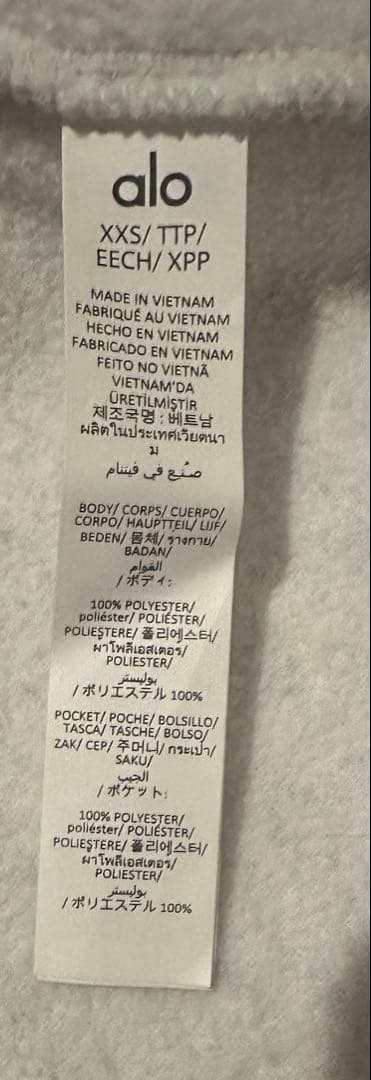 alo
XXS/ TTP/
EECH/ XPP
MADE IN VIETNAM
FABRIQUÉ AU VIETNAM
HECHO EN VIETNAM
FABRICADO EN VIETNAM
FEITO NO VIETNÃ
VIETNAM'DA
ÜRETİLMİŞTİR
제조국명 : 베트남
ผลิตในประเทศเวียดนา
ม
صُنع في فيتنام
BODY/ CORPS/ CUERPO/
CORPO/ HAUPTTEIL/ LIJF/
BEDEN/ 몸체/ รางกาย/
BADAN/
القوام
/ ボディ:
100% POLYESTER/
poliéster/ POLIÉSTER/
POLIEŞTERE/ 폴리에스터/
ผาโพลีเอสเตอร/
POLIESTER/
بوليستر
/ ポリエステル 100%
POCKET/ POCHE/ BOLSILLO/
TASCA/ TASCHE/ BOLSO/
ZAK/ CEP/ 주머니/ กระเปา/
SAKU/
الجيب
/ ポケット:
100% POLYESTER/
poliéster/ POLIÉSTER/
POLIEŞTERE/ 폴리에스터/
ผาโพลีเอสเตอร/
POLIESTER/
بوليستر
/ ポリエステル 100%